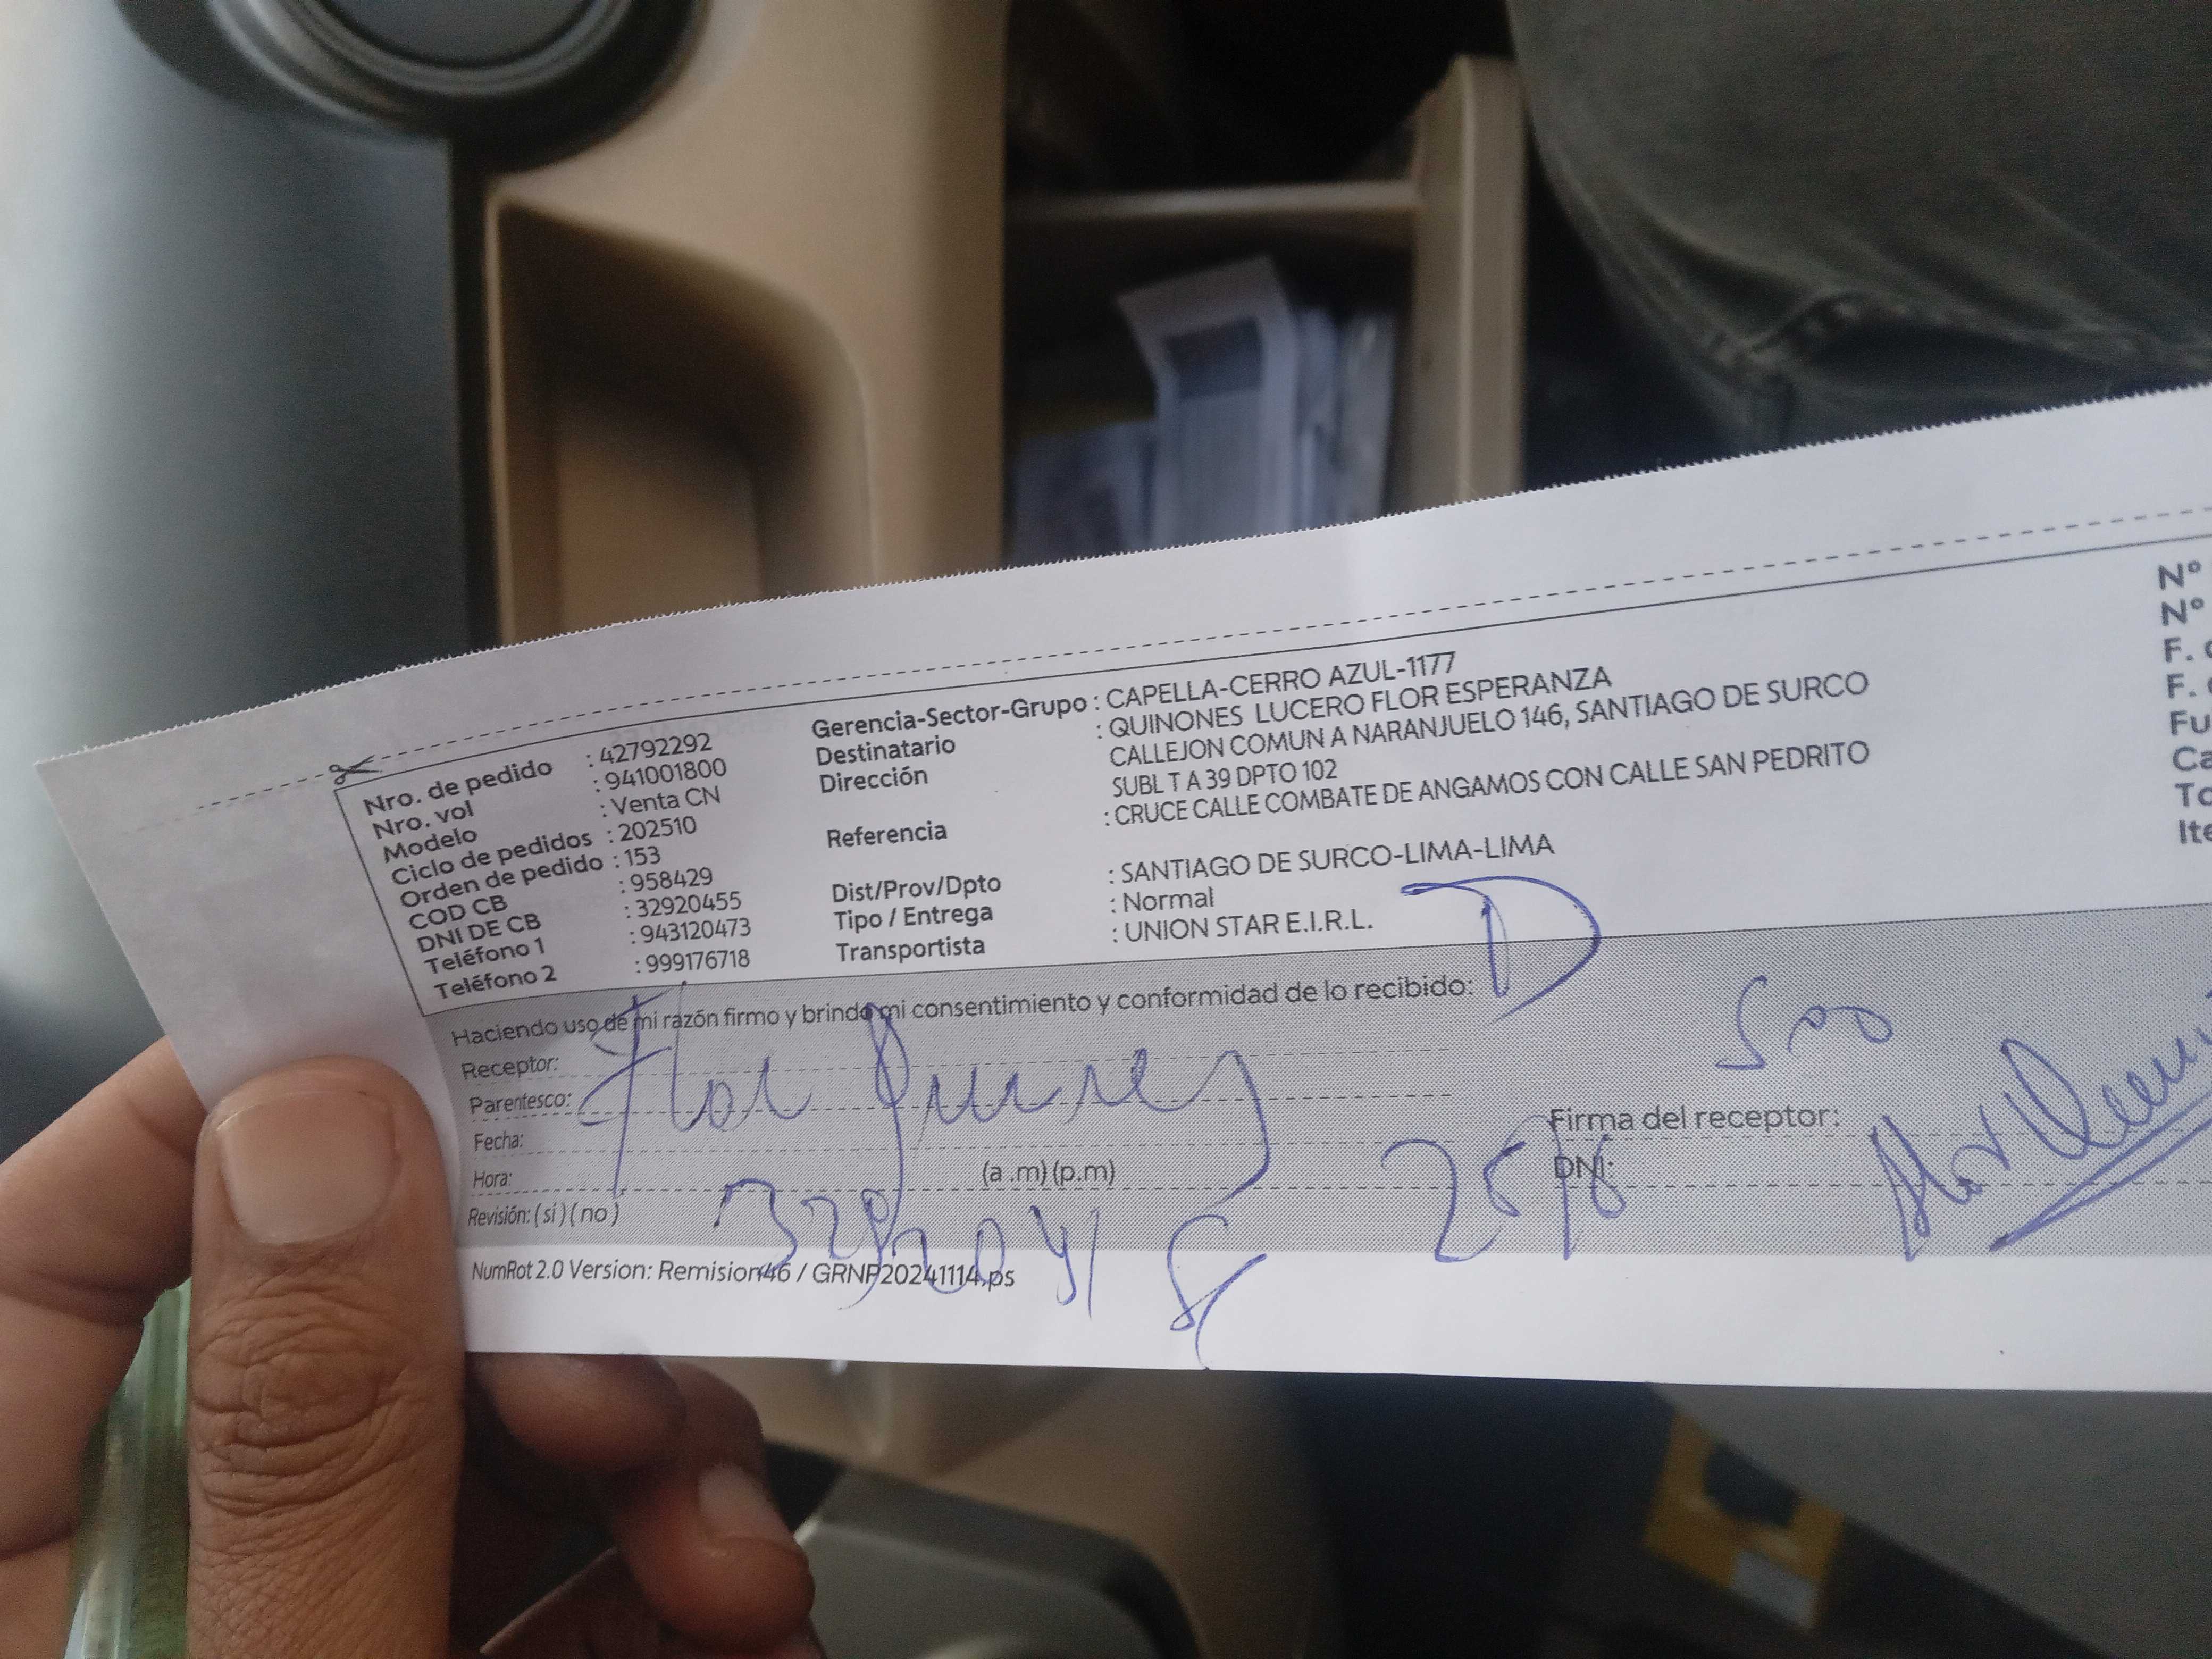 Nro. de pedido : 42792292
Nro. vol : 941001800
Modelo : Venta CN
Ciclo de pedidos : 202510
Orden de pedido : 153
COD CB : 958429
DNI DE CB : 32920455
Teléfono 1 : 943120473
Teléfono 2 : 999176718
Gerencia-Sector-Grupo : CAPELLA-CERRO AZUL-1177
Destinatario : QUINONES LUCERO FLOR ESPERANZA
Dirección CALLEJON COMUN A NARANJUELO 146, SANTIAGO DE SURCO
SUBL T A 39 DPTO 102
Referencia : CRUCE CALLE COMBATE DE ANGAMOS CON CALLE SAN PEDRITO
Dist/Prov/Dpto : SANTIAGO DE SURCO-LIMA-LIMA
Tipo / Entrega : Normal
Transportista : UNION STAR E.I.R.L.
Nº
Nº
F.
F.
Fu
Ca
To
Ite
D
Haciendo uso de mi razón firmo y brindo mi consentimiento y conformidad de lo recibido:
Receptor:
Parentesco: Flor
Fecha:
Hora: (a .m) (p.m)
Revisión: ( si ) ( no )
500
Firma del receptor:
DNI:
NumRot 2.0 Version: Remision46 / GRNP20241114.ps